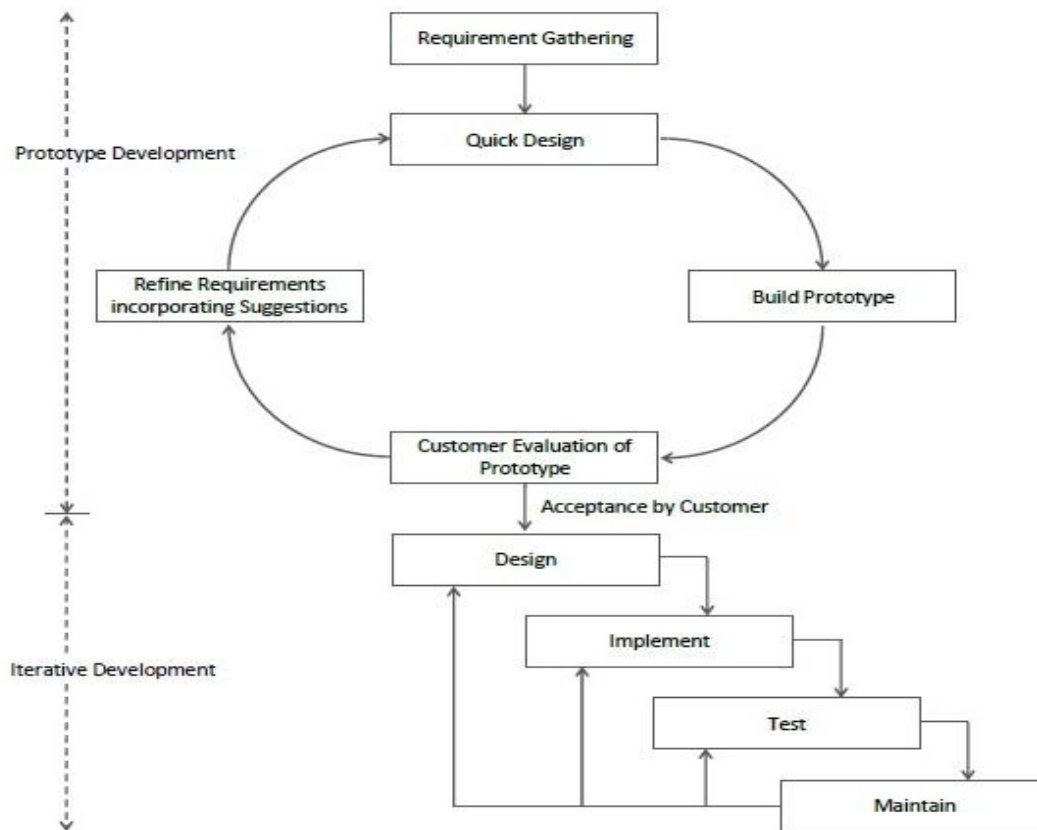 Requirement Gathering
Quick Design
Prototype Development
Refine Requirements
incorporating Suggestions
Build Prototype
Customer Evaluation of
Prototype
Acceptance by Customer
Design
Implement
Iterative Development
Test
Maintain